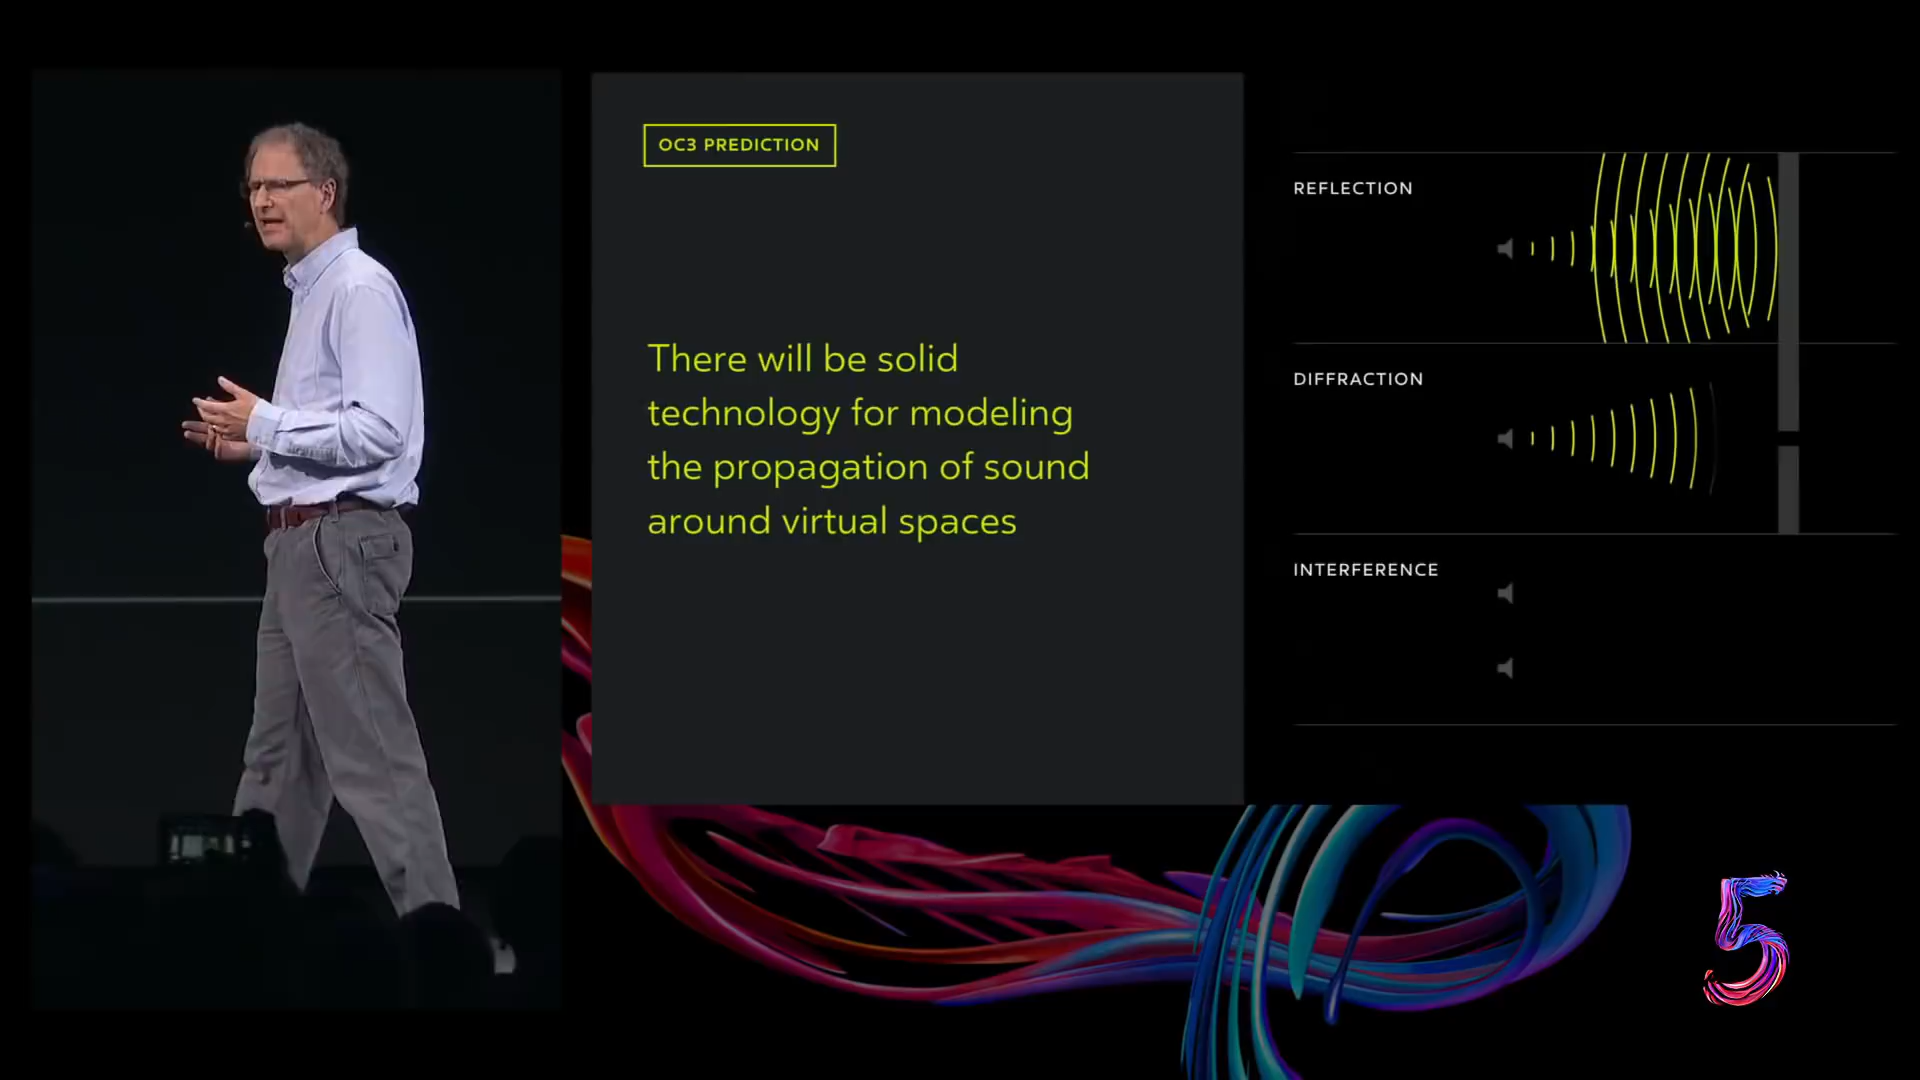 OC3 PREDICTION
There will be solid
technology for modeling
the propagation of sound
around virtual spaces
REFLECTION
DIFFRACTION
INTERFERENCE
5